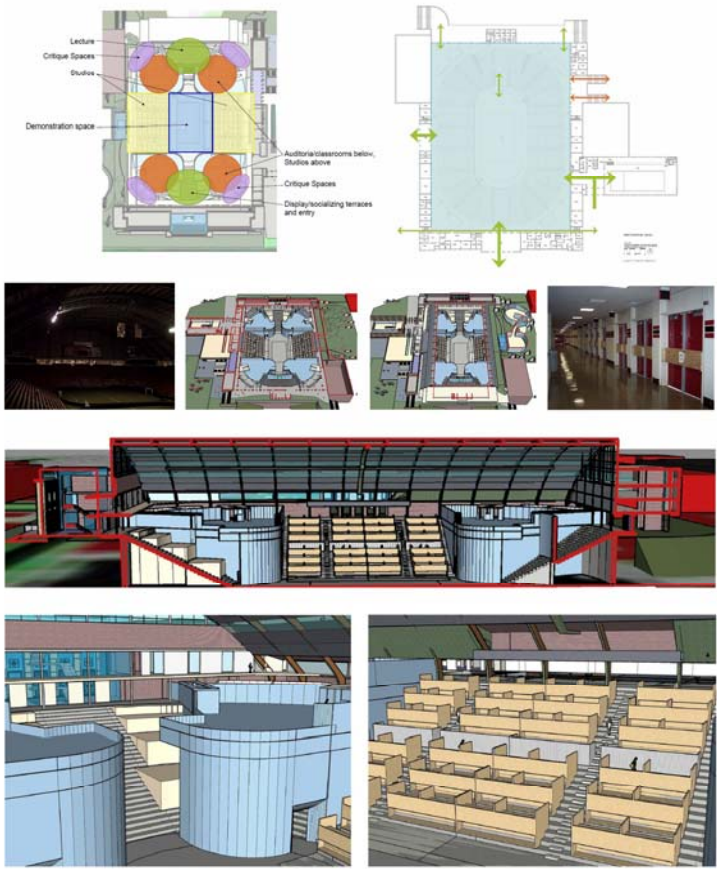 Lecture
Critique Spaces
Studios
Demonstration space
Auditoria/classrooms below,
Studios above
Critique Spaces
Display/socializing terraces
and entry